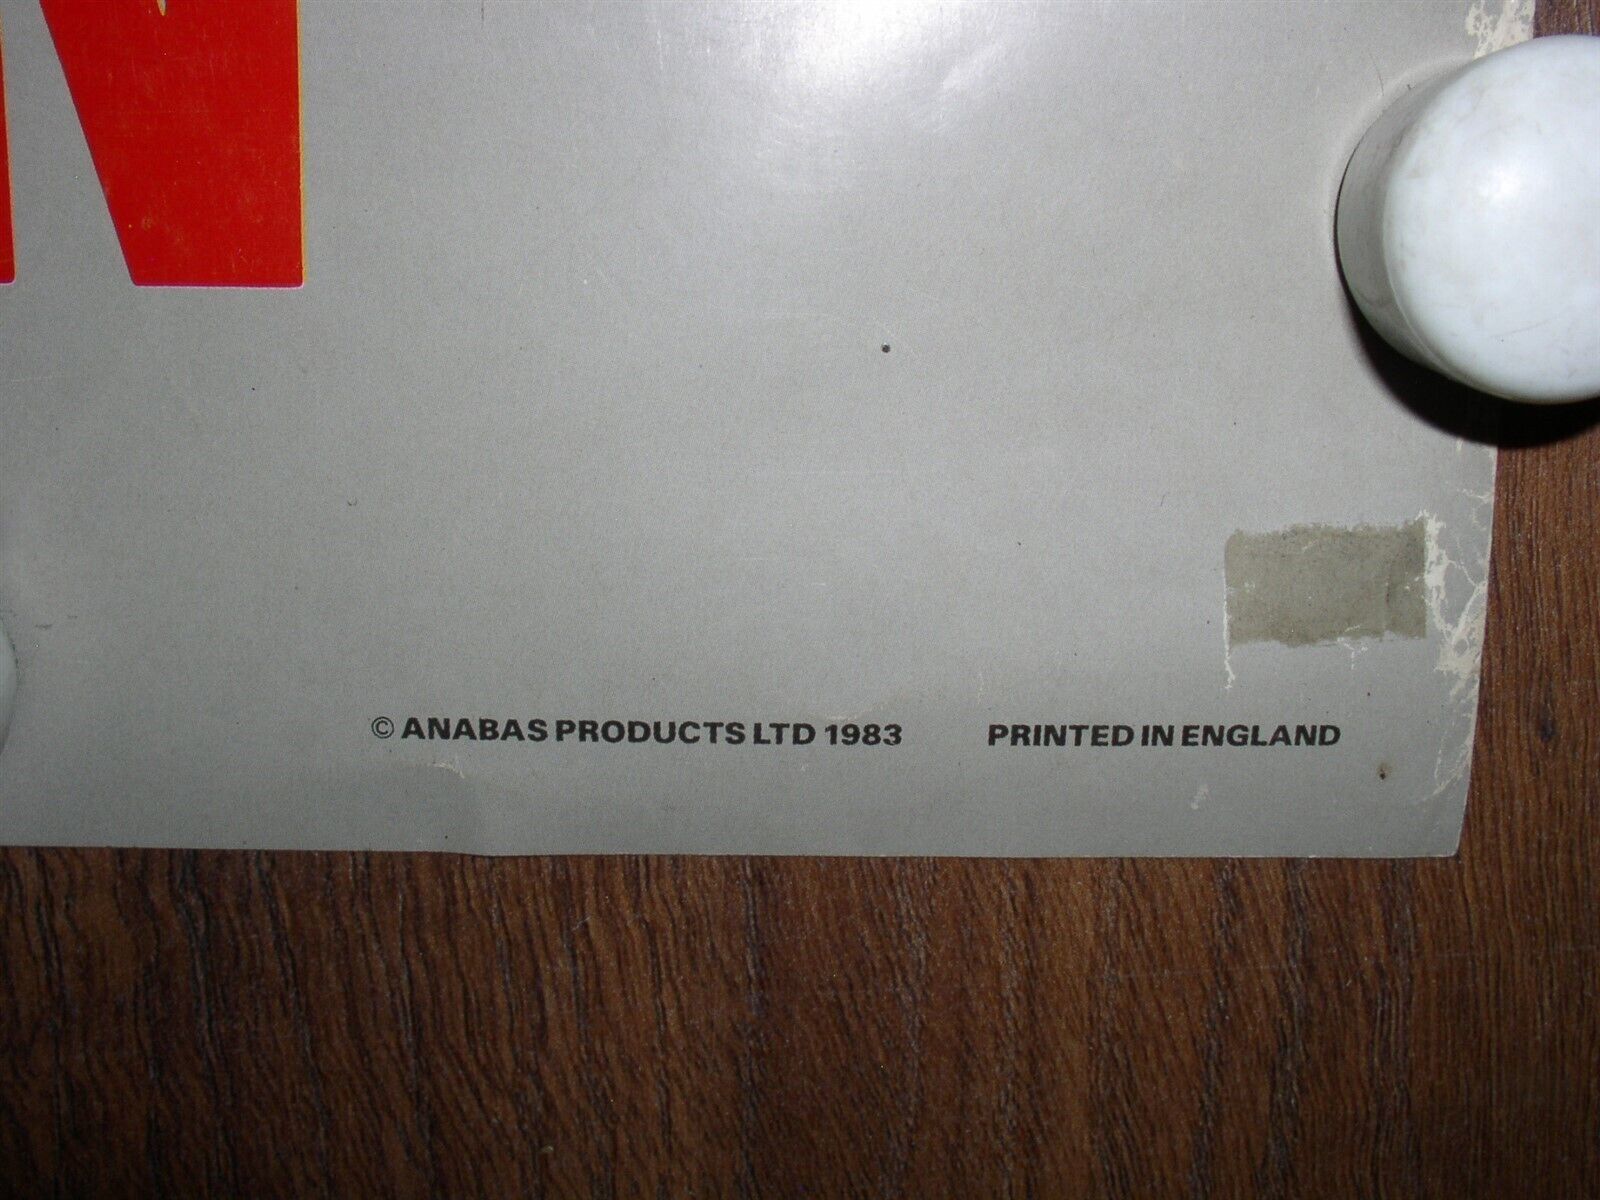 N
© ANABAS PRODUCTS LTD 1983 PRINTED IN ENGLAND